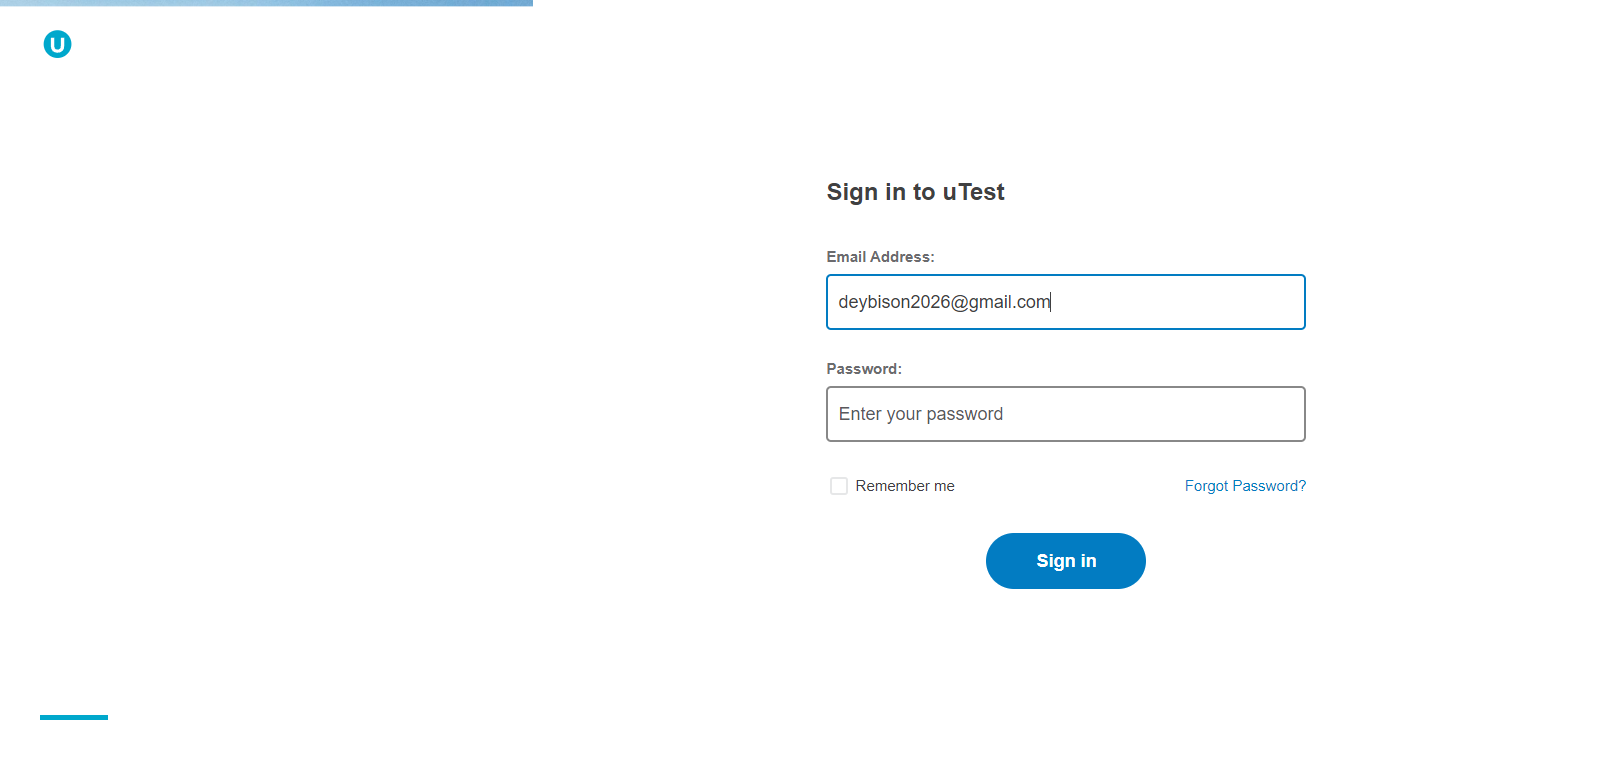 U
Sign in to uTest
Email Address:
deybison2026@gmail.com
Password:
Enter your password
Remember me
Forgot Password?
Sign in